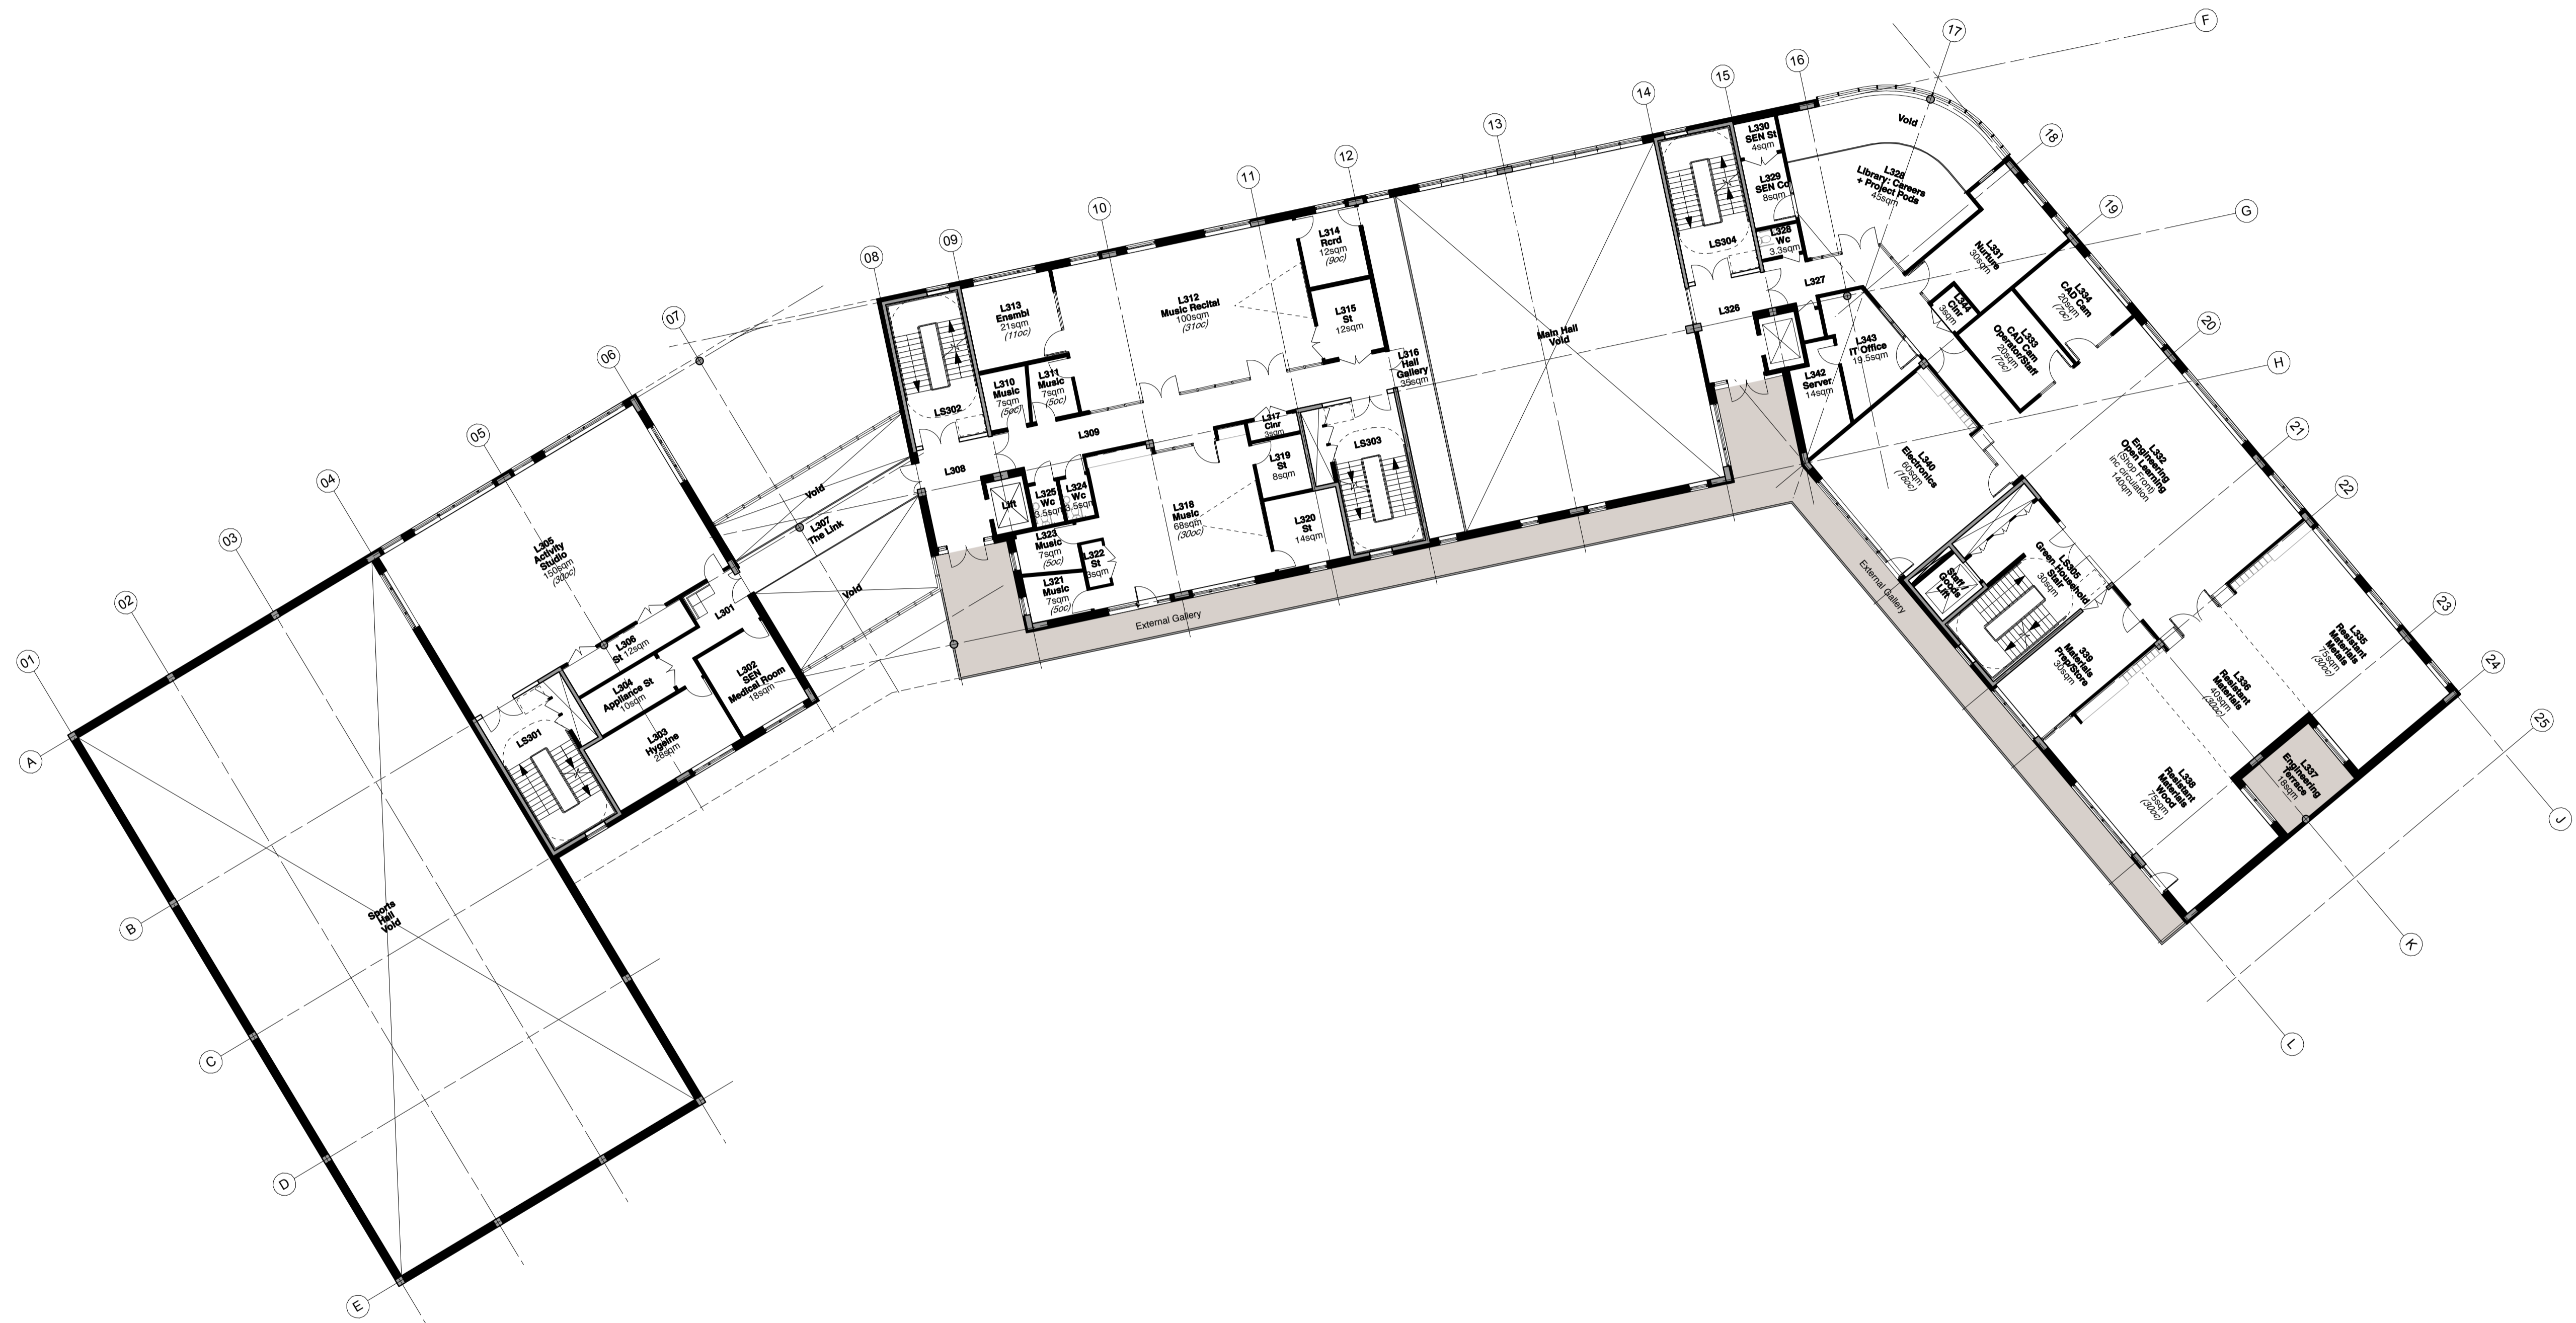 F
17
16
15
14
13
12
11
10
09
08
07
06
05
04
03
02
01
18
19
G
20
H
21
22
23
24
25
A
B
C
D
E
J
K
L
Sports
Hall
Void
L305
Activity
Studio
150sqm
(30oc)
L306
St 12sqm
L301
L304
Appliance St
10sqm
L302
SEN
Medical Room
18sqm
L303
Hygeine
28sqm
LS301
Void
L307
The Link
Void
LS302
L308
L309
Lift
L313
Ensmbl
21sqm
(11oc)
L310
Music
7sqm
(5oc)
L311
Music
7sqm
(5oc)
L312
Music Recital
100sqm
(31oc)
L314
Rcrd
12sqm
(9oc)
L315
St
12sqm
L316
Hall
Gallery
35sqm
L317
Clnr
3sqm
LS303
L319
St
8sqm
L318
Music
68sqm
(30oc)
L320
St
14sqm
L325
Wc
3.5sqm
L324
Wc
3.5sqm
L323
Music
7sqm
(5oc)
L322
St
3sqm
L321
Music
7sqm
(5oc)
External Gallery
Main Hall
Void
LS304
L330
SEN St
4sqm
L329
SEN Co
8sqm
L328
Wc
3.3sqm
L326
L327
Void
L328
Library: Careers
+ Project Pods
45sqm
L331
Nurture
30sqm
L344
Clnr
3sqm
L334
CAD Cam
20sqm
(7oc)
L333
CAD Cam
Operator/Staff
20sqm
(7oc)
L343
IT Office
19.5sqm
L342
Server
14sqm
L340
Electronics
60sqm
(16oc)
L332
Engineering
Open Learning
(Shop Front)
inc circulation
140qm
External Gallery
Staff /
Goods
Lift
LS305
Green Household
Stair
30sqm
339
Materials
Prep/Store
30sqm
L335
Resistant
Materials
Metals
75sqm
(30oc)
L336
Resistant
Materials
40sqm
(30oc)
L337
Engineering
Terrace
18sqm
L338
Resistant
Materials
Wood
75sqm
(30oc)